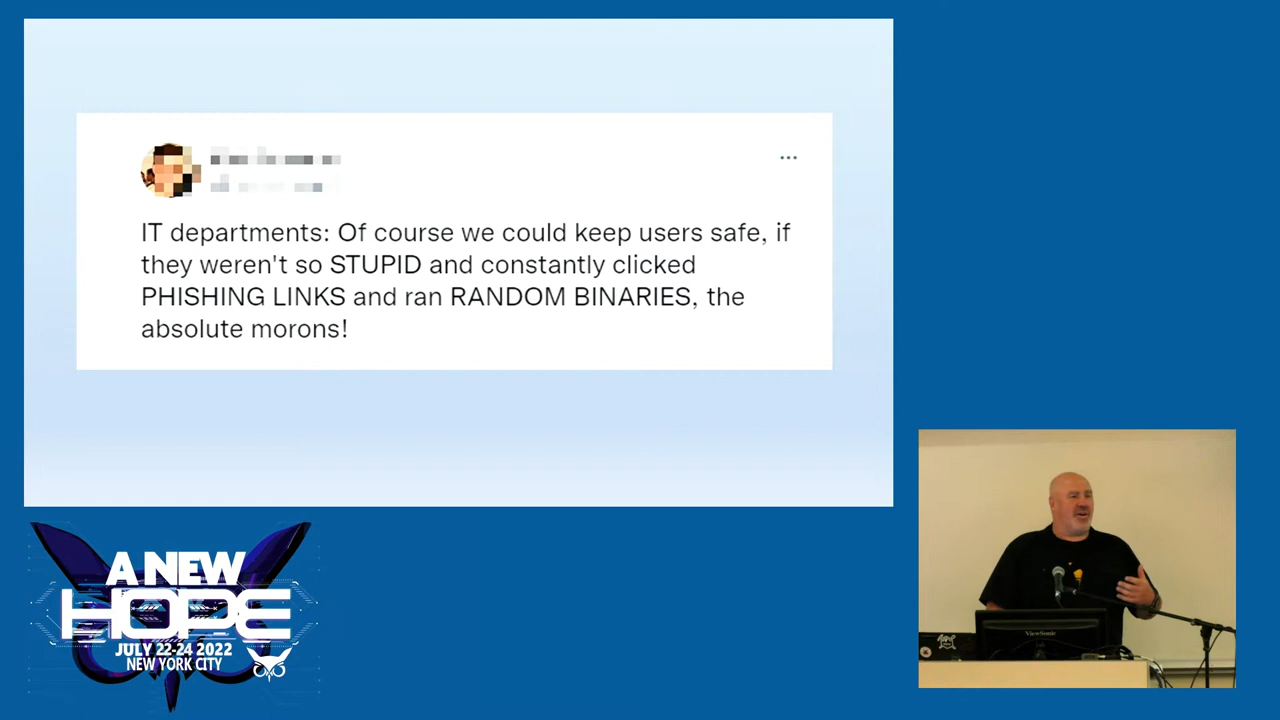 IT departments: Of course we could keep users safe, if
they weren't so STUPID and constantly clicked
PHISHING LINKS and ran RANDOM BINARIES, the
absolute morons!
A NEW
HOPE
JULY 22-24 2022
NEW YORK CITY
ViewSonic